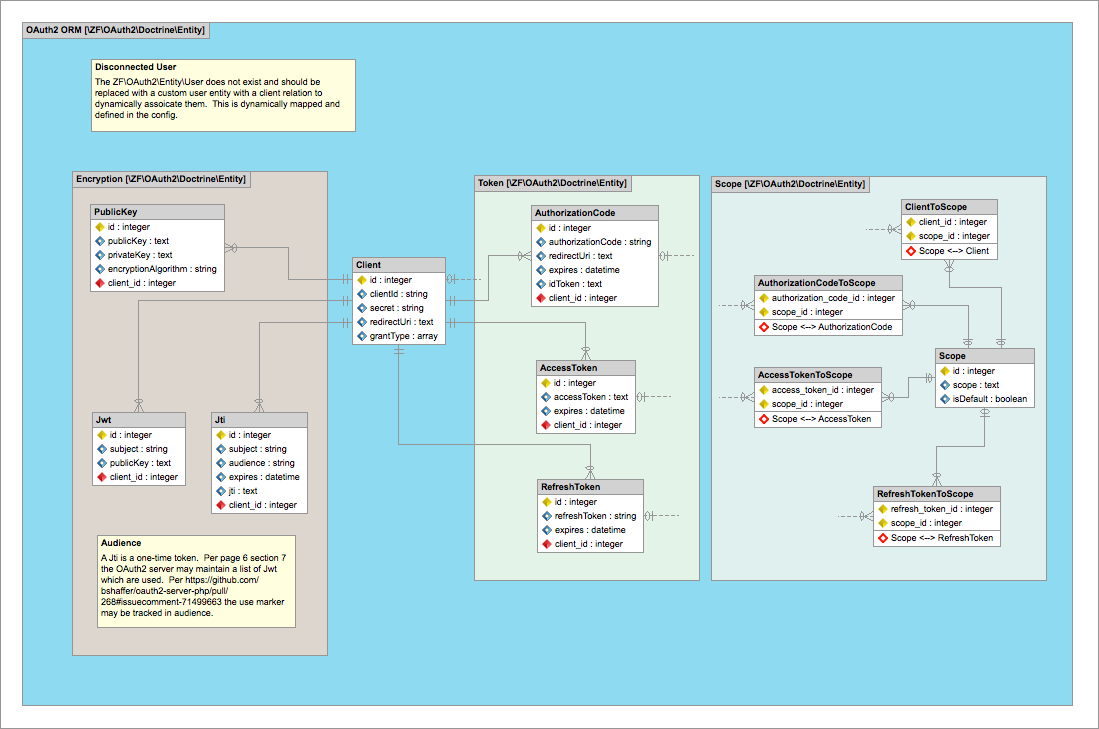 OAuth2 ORM [\ZF\OAuth2\Doctrine\Entity]
Disconnected User
The ZF\OAuth2\Entity\User does not exist and should be
replaced with a custom user entity with a client relation to
dynamically assoicate them.  This is dynamically mapped and
defined in the config.
Encryption [\ZF\OAuth2\Doctrine\Entity]
PublicKey
id : integer
publicKey : text
privateKey : text
encryptionAlgorithm : string
client_id : integer
Client
id : integer
clientId : string
secret : string
redirectUri : text
grantType : array
Jwt
id : integer
subject : string
publicKey : text
client_id : integer
Jti
id : integer
subject : string
audience : string
expires : datetime
jti : text
client_id : integer
Audience
A Jti is a one-time token.  Per page 6 section 7
the OAuth2 server may maintain a list of Jwt
which are used.  Per https://github.com/
bshaffer/oauth2-server-php/pull/
268#issuecomment-71499663 the use marker
may be tracked in audience.
Token [\ZF\OAuth2\Doctrine\Entity]
AuthorizationCode
id : integer
authorizationCode : string
redirectUri : text
expires : datetime
idToken : text
client_id : integer
AccessToken
id : integer
accessToken : text
expires : datetime
client_id : integer
RefreshToken
id : integer
refreshToken : string
expires : datetime
client_id : integer
Scope [\ZF\OAuth2\Doctrine\Entity]
ClientToScope
client_id : integer
scope_id : integer
Scope <--> Client
AuthorizationCodeToScope
authorization_code_id : integer
scope_id : integer
Scope <--> AuthorizationCode
Scope
id : integer
scope : text
isDefault : boolean
AccessTokenToScope
access_token_id : integer
scope_id : integer
Scope <--> AccessToken
RefreshTokenToScope
refresh_token_id : integer
scope_id : integer
Scope <--> RefreshToken